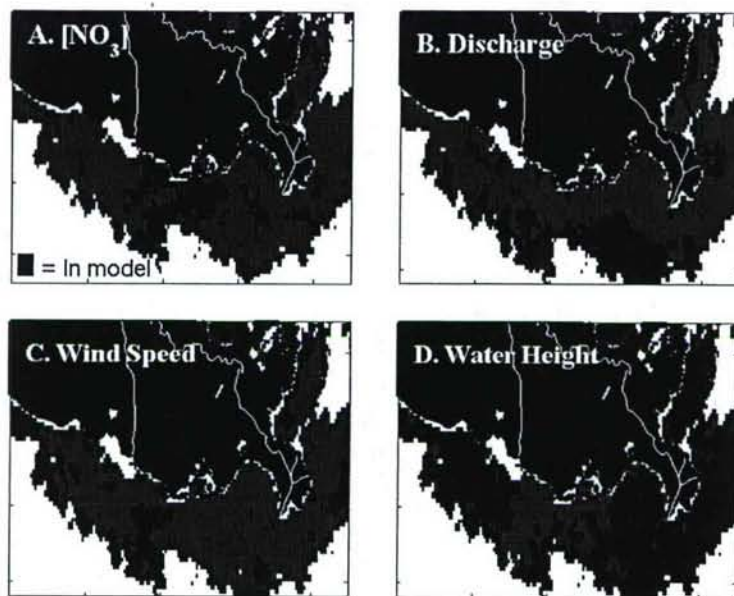 A. [NO₃]
B. Discharge
= In model
C. Wind Speed
D. Water Height